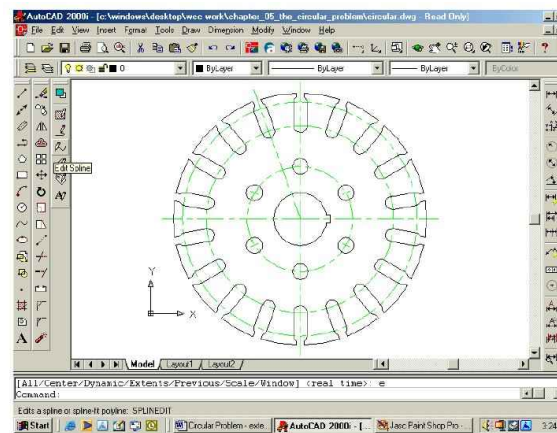 AutoCAD 2000i - [c:\windows\desktop\wcc work\chapter_05_the_circular_problem\circular.dwg - Read Only]
File Edit View Insert Format Tools Draw Dimension Modify Window Help
0 ByLayer ByLayer ByLayer ByColor
Edit Spline
Y
X
Model Layout1 Layout2
[All/Center/Dynamic/Extents/Previous/Scale/Window] <real time>: e
Command:
Edits a spline or spline-fit polyline: SPLINEDIT
Start Circular Problem - exte... AutoCAD 2000i - [... Jasc Paint Shop Pro